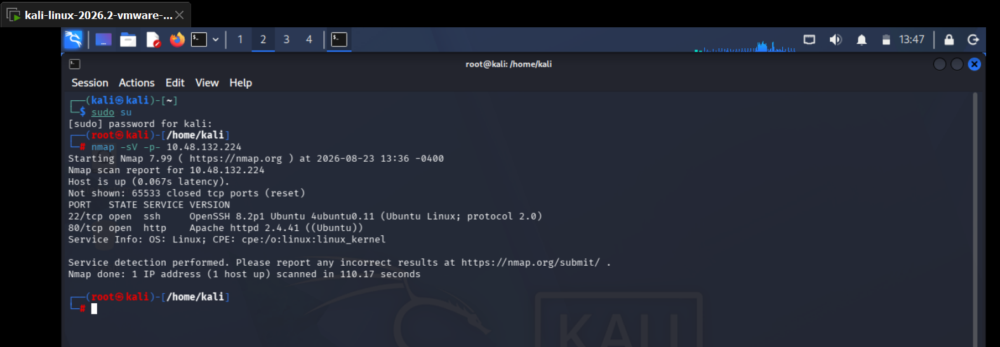 kali-linux-2026.2-vmware-...
1 2 3 4 13:47
root@kali: /home/kali
Session Actions Edit View Help
┌──(kali㉿kali)-[~]
└─$ sudo su
[sudo] password for kali:
┌──(root㉿kali)-[/home/kali]
└─# nmap -sV -p- 10.48.132.224
Starting Nmap 7.99 ( https://nmap.org ) at 2026-08-23 13:36 -0400
Nmap scan report for 10.48.132.224
Host is up (0.067s latency).
Not shown: 65533 closed tcp ports (reset)
PORT   STATE SERVICE VERSION
22/tcp open  ssh     OpenSSH 8.2p1 Ubuntu 4ubuntu0.11 (Ubuntu Linux; protocol 2.0)
80/tcp open  http    Apache httpd 2.4.41 ((Ubuntu))
Service Info: OS: Linux; CPE: cpe:/o:linux:linux_kernel
Service detection performed. Please report any incorrect results at https://nmap.org/submit/ .
Nmap done: 1 IP address (1 host up) scanned in 110.17 seconds
┌──(root㉿kali)-[/home/kali]
└─#
KALI